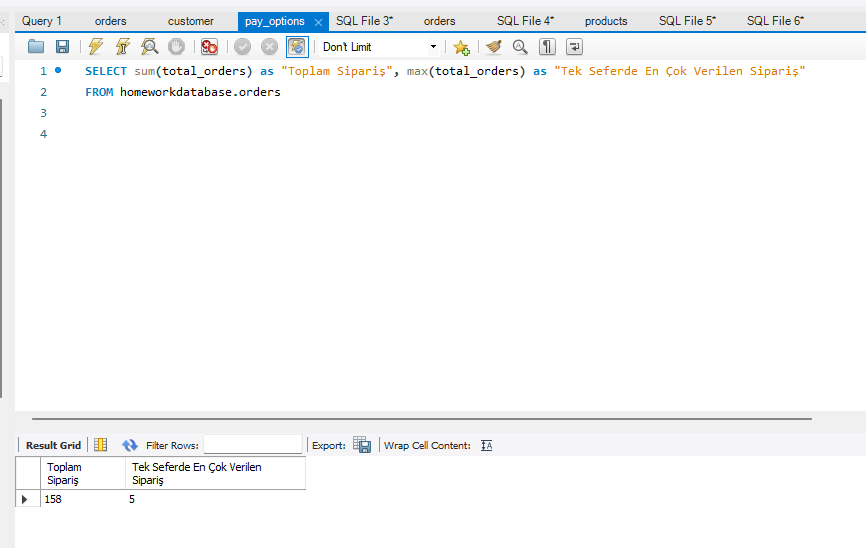 Query 1 orders customer pay_options SQL File 3* orders SQL File 4* products SQL File 5* SQL File 6*
Don't Limit
1 SELECT sum(total_orders) as "Toplam Sipariş", max(total_orders) as "Tek Seferde En Çok Verilen Sipariş"
2 FROM homeworkdatabase.orders
3
4
Result Grid Filter Rows: Export: Wrap Cell Content:
Toplam Tek Seferde En Çok Verilen
Sipariş Sipariş
158 5